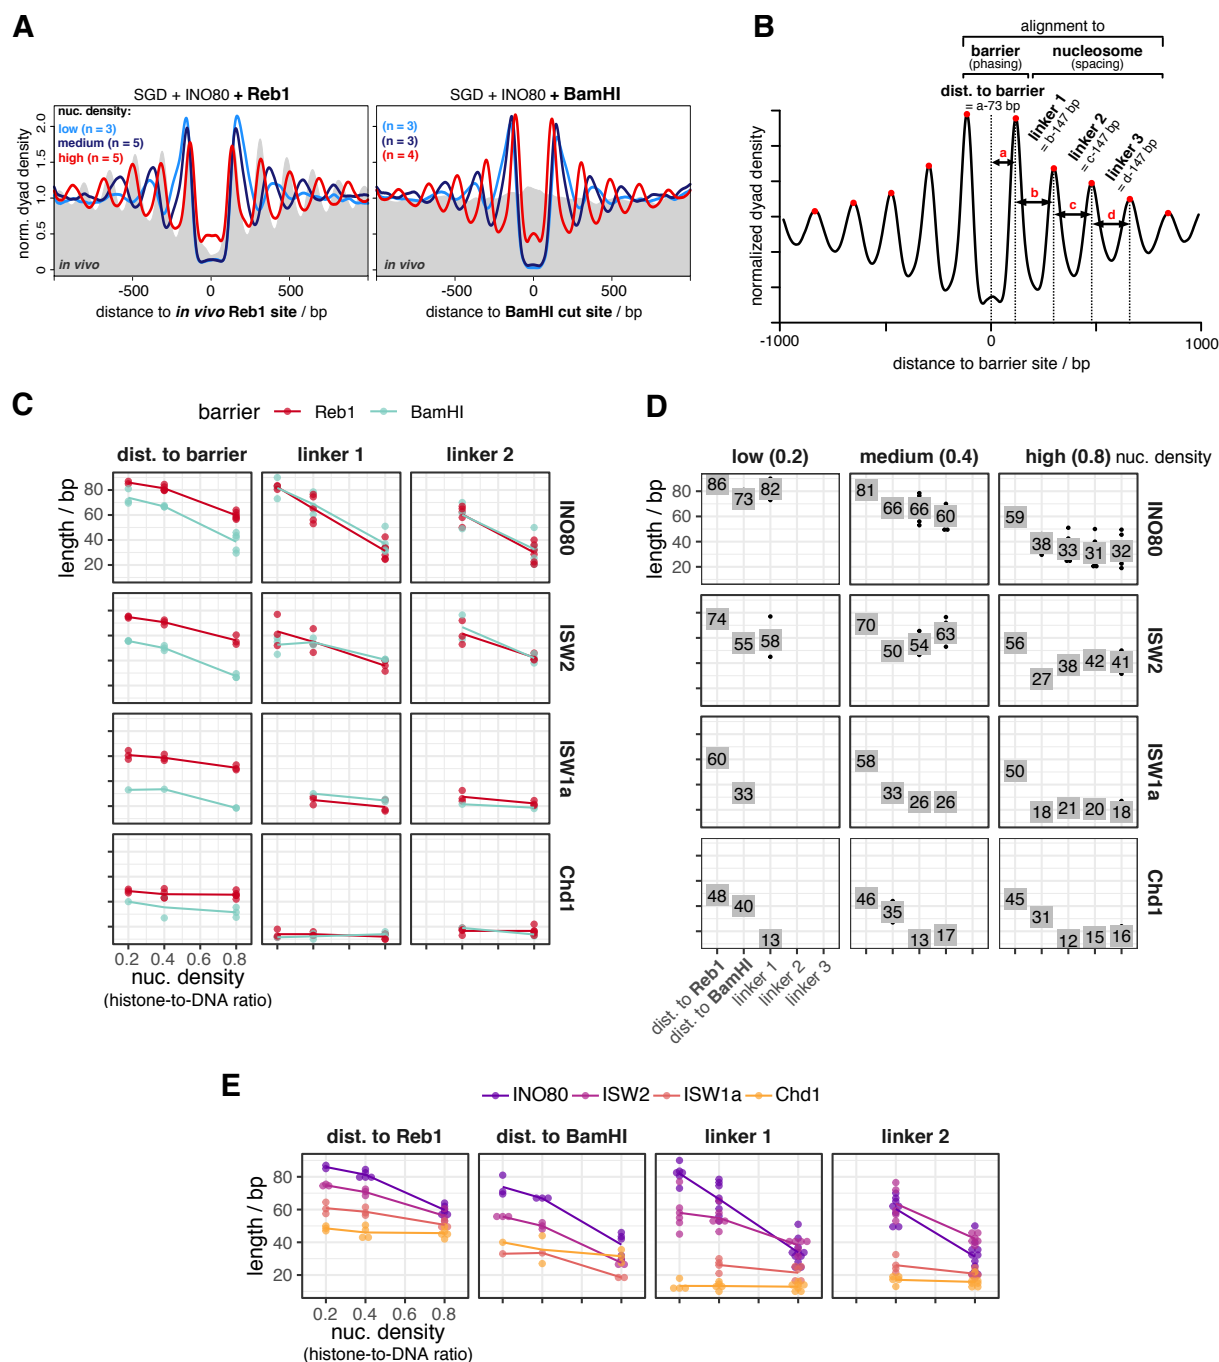 A
SGD + INO80 + Reb1
nuc. density:
low (n = 3)
medium (n = 5)
high (n = 5)
in vivo
norm. dyad density
0
0.5
1.0
1.5
2.0
-500
0
500
distance to in vivo Reb1 site / bp
SGD + INO80 + BamHI
(n = 3)
(n = 3)
(n = 4)
in vivo
-500
0
500
distance to BamHI cut site / bp
B
alignment to
barrier
(phasing)
nucleosome
(spacing)
dist. to barrier
= a-73 bp
linker 1
= b-147 bp
linker 2
= c-147 bp
linker 3
= d-147 bp
a
b
c
d
normalized dyad density
-1000
0
1000
distance to barrier site / bp
C
barrier
Reb1
BamHI
dist. to barrier
linker 1
linker 2
length / bp
80
60
40
20
INO80
ISW2
ISW1a
Chd1
0.2
0.4
0.6
0.8
nuc. density
(histone-to-DNA ratio)
D
low (0.2)
medium (0.4)
high (0.8) nuc. density
length / bp
80
60
40
20
86
73
82
81
66
66
60
59
38
33
31
32
INO80
74
55
58
70
50
54
63
56
27
38
42
41
ISW2
60
33
58
33
26
26
50
18
21
20
18
ISW1a
48
40
13
46
35
13
17
45
31
12
15
16
Chd1
dist. to Reb1
dist. to BamHI
linker 1
linker 2
linker 3
E
INO80
ISW2
ISW1a
Chd1
dist. to Reb1
dist. to BamHI
linker 1
linker 2
length / bp
80
60
40
20
0.2
0.4
0.6
0.8
nuc. density
(histone-to-DNA ratio)